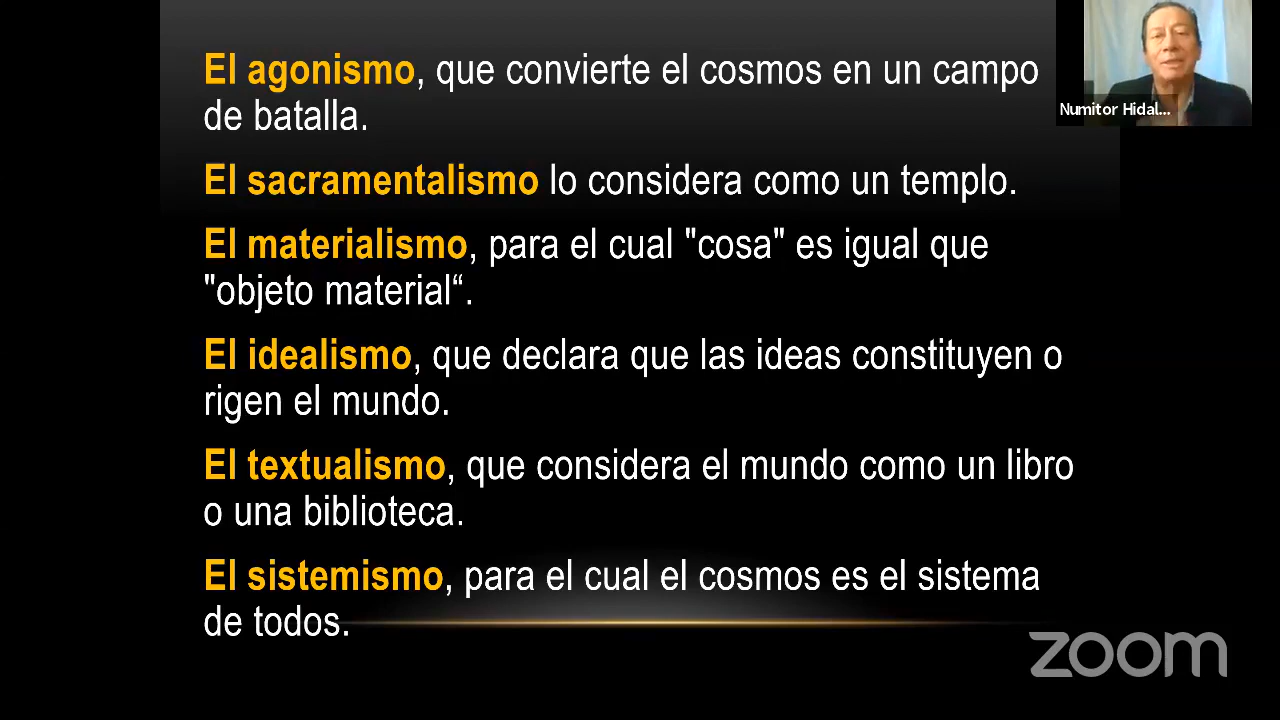 El agonismo, que convierte el cosmos en un campo
de batalla.
El sacramentalismo lo considera como un templo.
El materialismo, para el cual "cosa" es igual que
"objeto material“.
El idealismo, que declara que las ideas constituyen o
rigen el mundo.
El textualismo, que considera el mundo como un libro
o una biblioteca.
El sistemismo, para el cual el cosmos es el sistema
de todos.
Numitor Hidal...
zoom